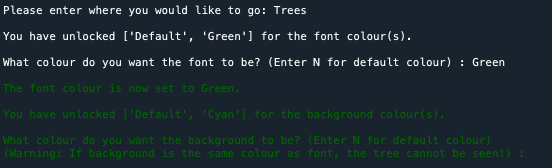 Please enter where you would like to go: Trees
You have unlocked ['Default', 'Green'] for the font colour(s).
What colour do you want the font to be? (Enter N for default colour) : Green
The font colour is now set to Green.
You have unlocked ['Default', 'Cyan'] for the background colour(s).
What colour do you want the background to be? (Enter N for default colour)
(Warning: If background is the same colour as font, the tree cannot be seen!) :